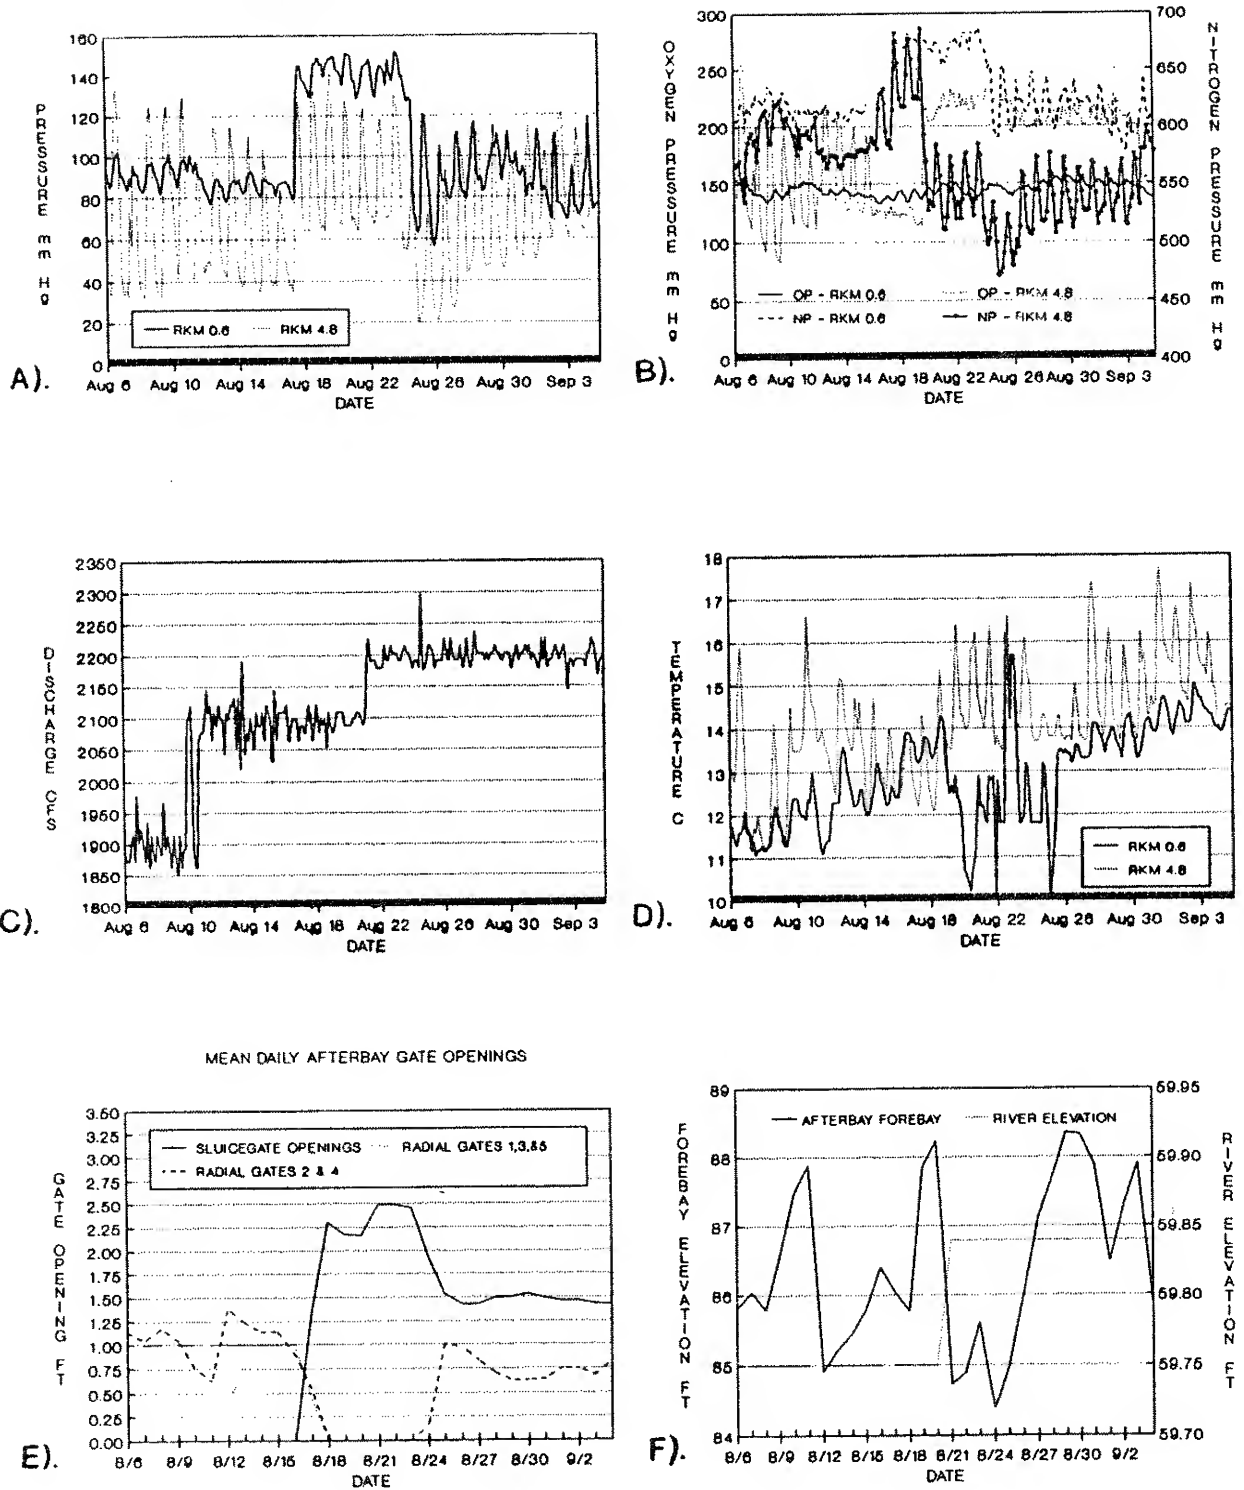 160
140
120
100
80
60
40
20
0
PRESSURE mm Hg
RKM 0.6 RKM 4.8
Aug 6 Aug 10 Aug 14 Aug 18 Aug 22 Aug 26 Aug 30 Sep 3
DATE
A).
300
250
200
150
100
50
0
OXYGEN PRESSURE mm Hg
700
650
600
550
500
450
400
NITROGEN PRESSURE mm Hg
OP - RKM 0.6 OP - RKM 4.8
NP - RKM 0.6 NP - RKM 4.8
Aug 6 Aug 10 Aug 14 Aug 18 Aug 22 Aug 26 Aug 30 Sep 3
DATE
B).
2350
2300
2250
2200
2150
2100
2050
2000
1950
1900
1850
1800
DISCHARGE CFS
Aug 6 Aug 10 Aug 14 Aug 18 Aug 22 Aug 26 Aug 30 Sep 3
DATE
C).
18
17
16
15
14
13
12
11
10
TEMPERATURE C
RKM 0.6
RKM 4.8
Aug 6 Aug 10 Aug 14 Aug 18 Aug 22 Aug 26 Aug 30 Sep 3
DATE
D).
MEAN DAILY AFTERBAY GATE OPENINGS
3.50
3.25
3.00
2.75
2.50
2.25
2.00
1.75
1.50
1.25
1.00
0.75
0.50
0.25
0.00
GATE OPENING FT
SLUICEGATE OPENINGS RADIAL GATES 1,3,&5
RADIAL GATES 2 & 4
8/6 8/9 8/12 8/15 8/18 8/21 8/24 8/27 8/30 9/2
DATE
E).
89
88
87
86
85
84
FOREBAY ELEVATION FT
59.95
59.90
59.85
59.80
59.75
59.70
RIVER ELEVATION FT
AFTERBAY FOREBAY RIVER ELEVATION
8/6 8/9 8/12 8/15 8/18 8/21 8/24 8/27 8/30 9/2
DATE
F).